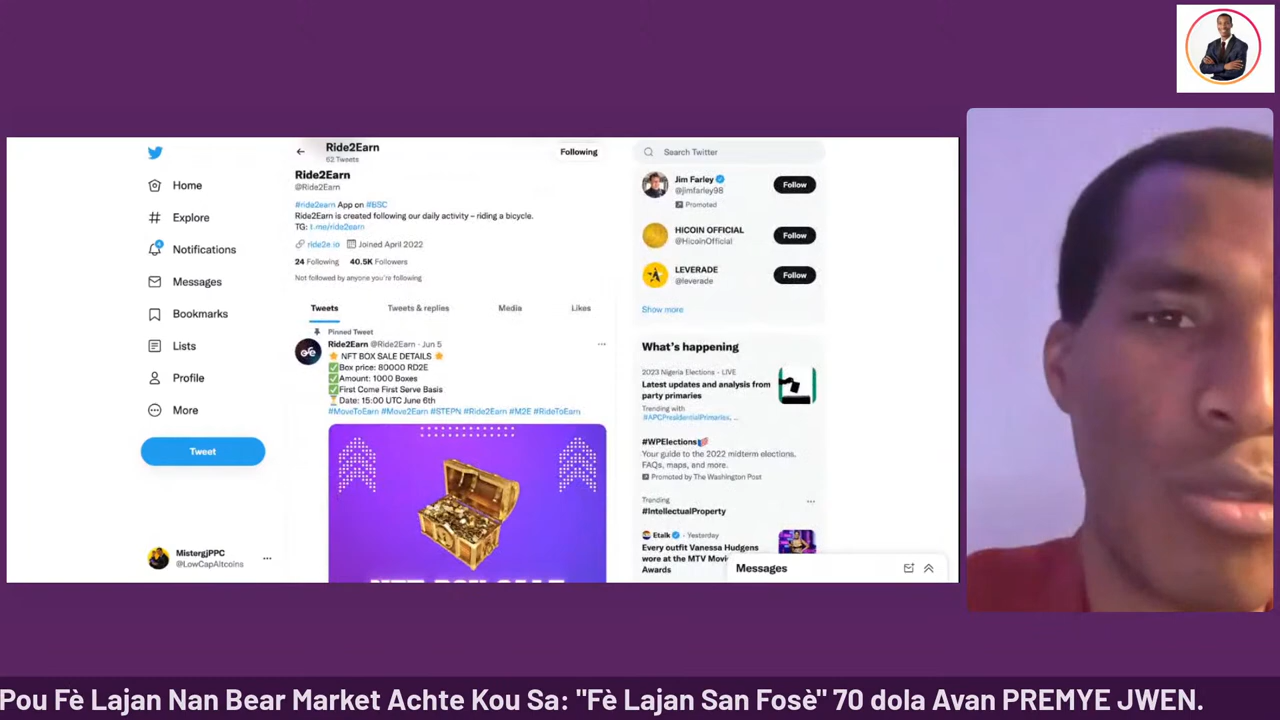 Home
Explore
Notifications
Messages
Bookmarks
Lists
Profile
More
Tweet
MistergjPPC
@LowCapAltcoins
Ride2Earn
62 Tweets
Following
Ride2Earn
@Ride2Earn
#ride2earn App on #BSC
Ride2Earn is created following our daily activity – riding a bicycle.
TG: t.me/ride2earn
ride2e.io Joined April 2022
24 Following 40.5K Followers
Not followed by anyone you're following
Tweets Tweets & replies Media Likes
Pinned Tweet
Ride2Earn @Ride2Earn · Jun 5
NFT BOX SALE DETAILS
Box price: 80000 RD2E
Amount: 1000 Boxes
First Come First Serve Basis
Date: 15:00 UTC June 6th
#MoveToEarn #Move2Earn #STEPN #Ride2Earn #M2E #RideToEarn
NFT BOX SALE
Search Twitter
Jim Farley
@jimfarley98
Promoted
Follow
HICOIN OFFICIAL
@HicoinOfficial
Follow
LEVERADE
@leverade
Follow
Show more
What's happening
2023 Nigeria Elections · LIVE
Latest updates and analysis from
party primaries
Trending with
#APCPresidentialPrimaries, ...
#WPElections
Your guide to the 2022 midterm elections.
FAQs, maps, and more.
Promoted by The Washington Post
Trending
#IntellectualProperty
Etalk · Yesterday
Every outfit Vanessa Hudgens
wore at the MTV Movi
Awards
Messages
Pou Fè Lajan Nan Bear Market Achte Kou Sa: "Fè Lajan San Fosè" 70 dola Avan PREMYE JWEN.